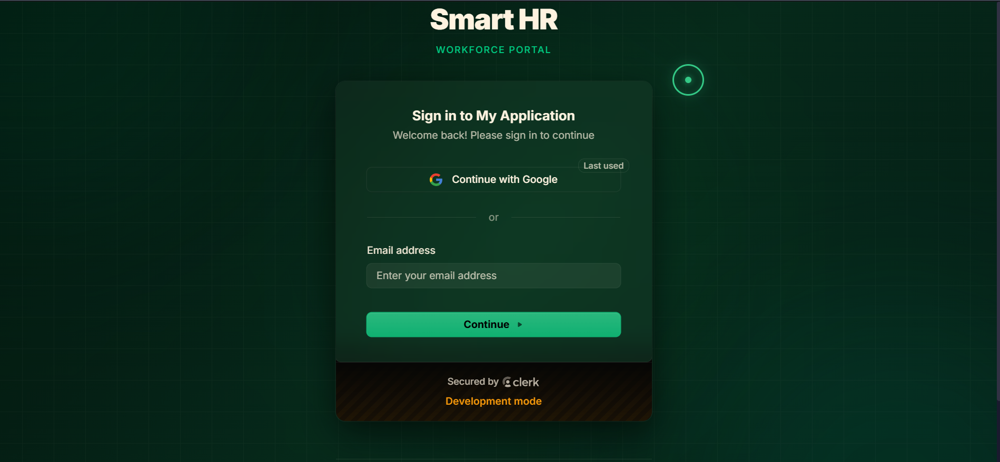 Smart HR
WORKFORCE PORTAL
Sign in to My Application
Welcome back! Please sign in to continue
Last used
Continue with Google
or
Email address
Enter your email address
Continue
Secured by clerk
Development mode